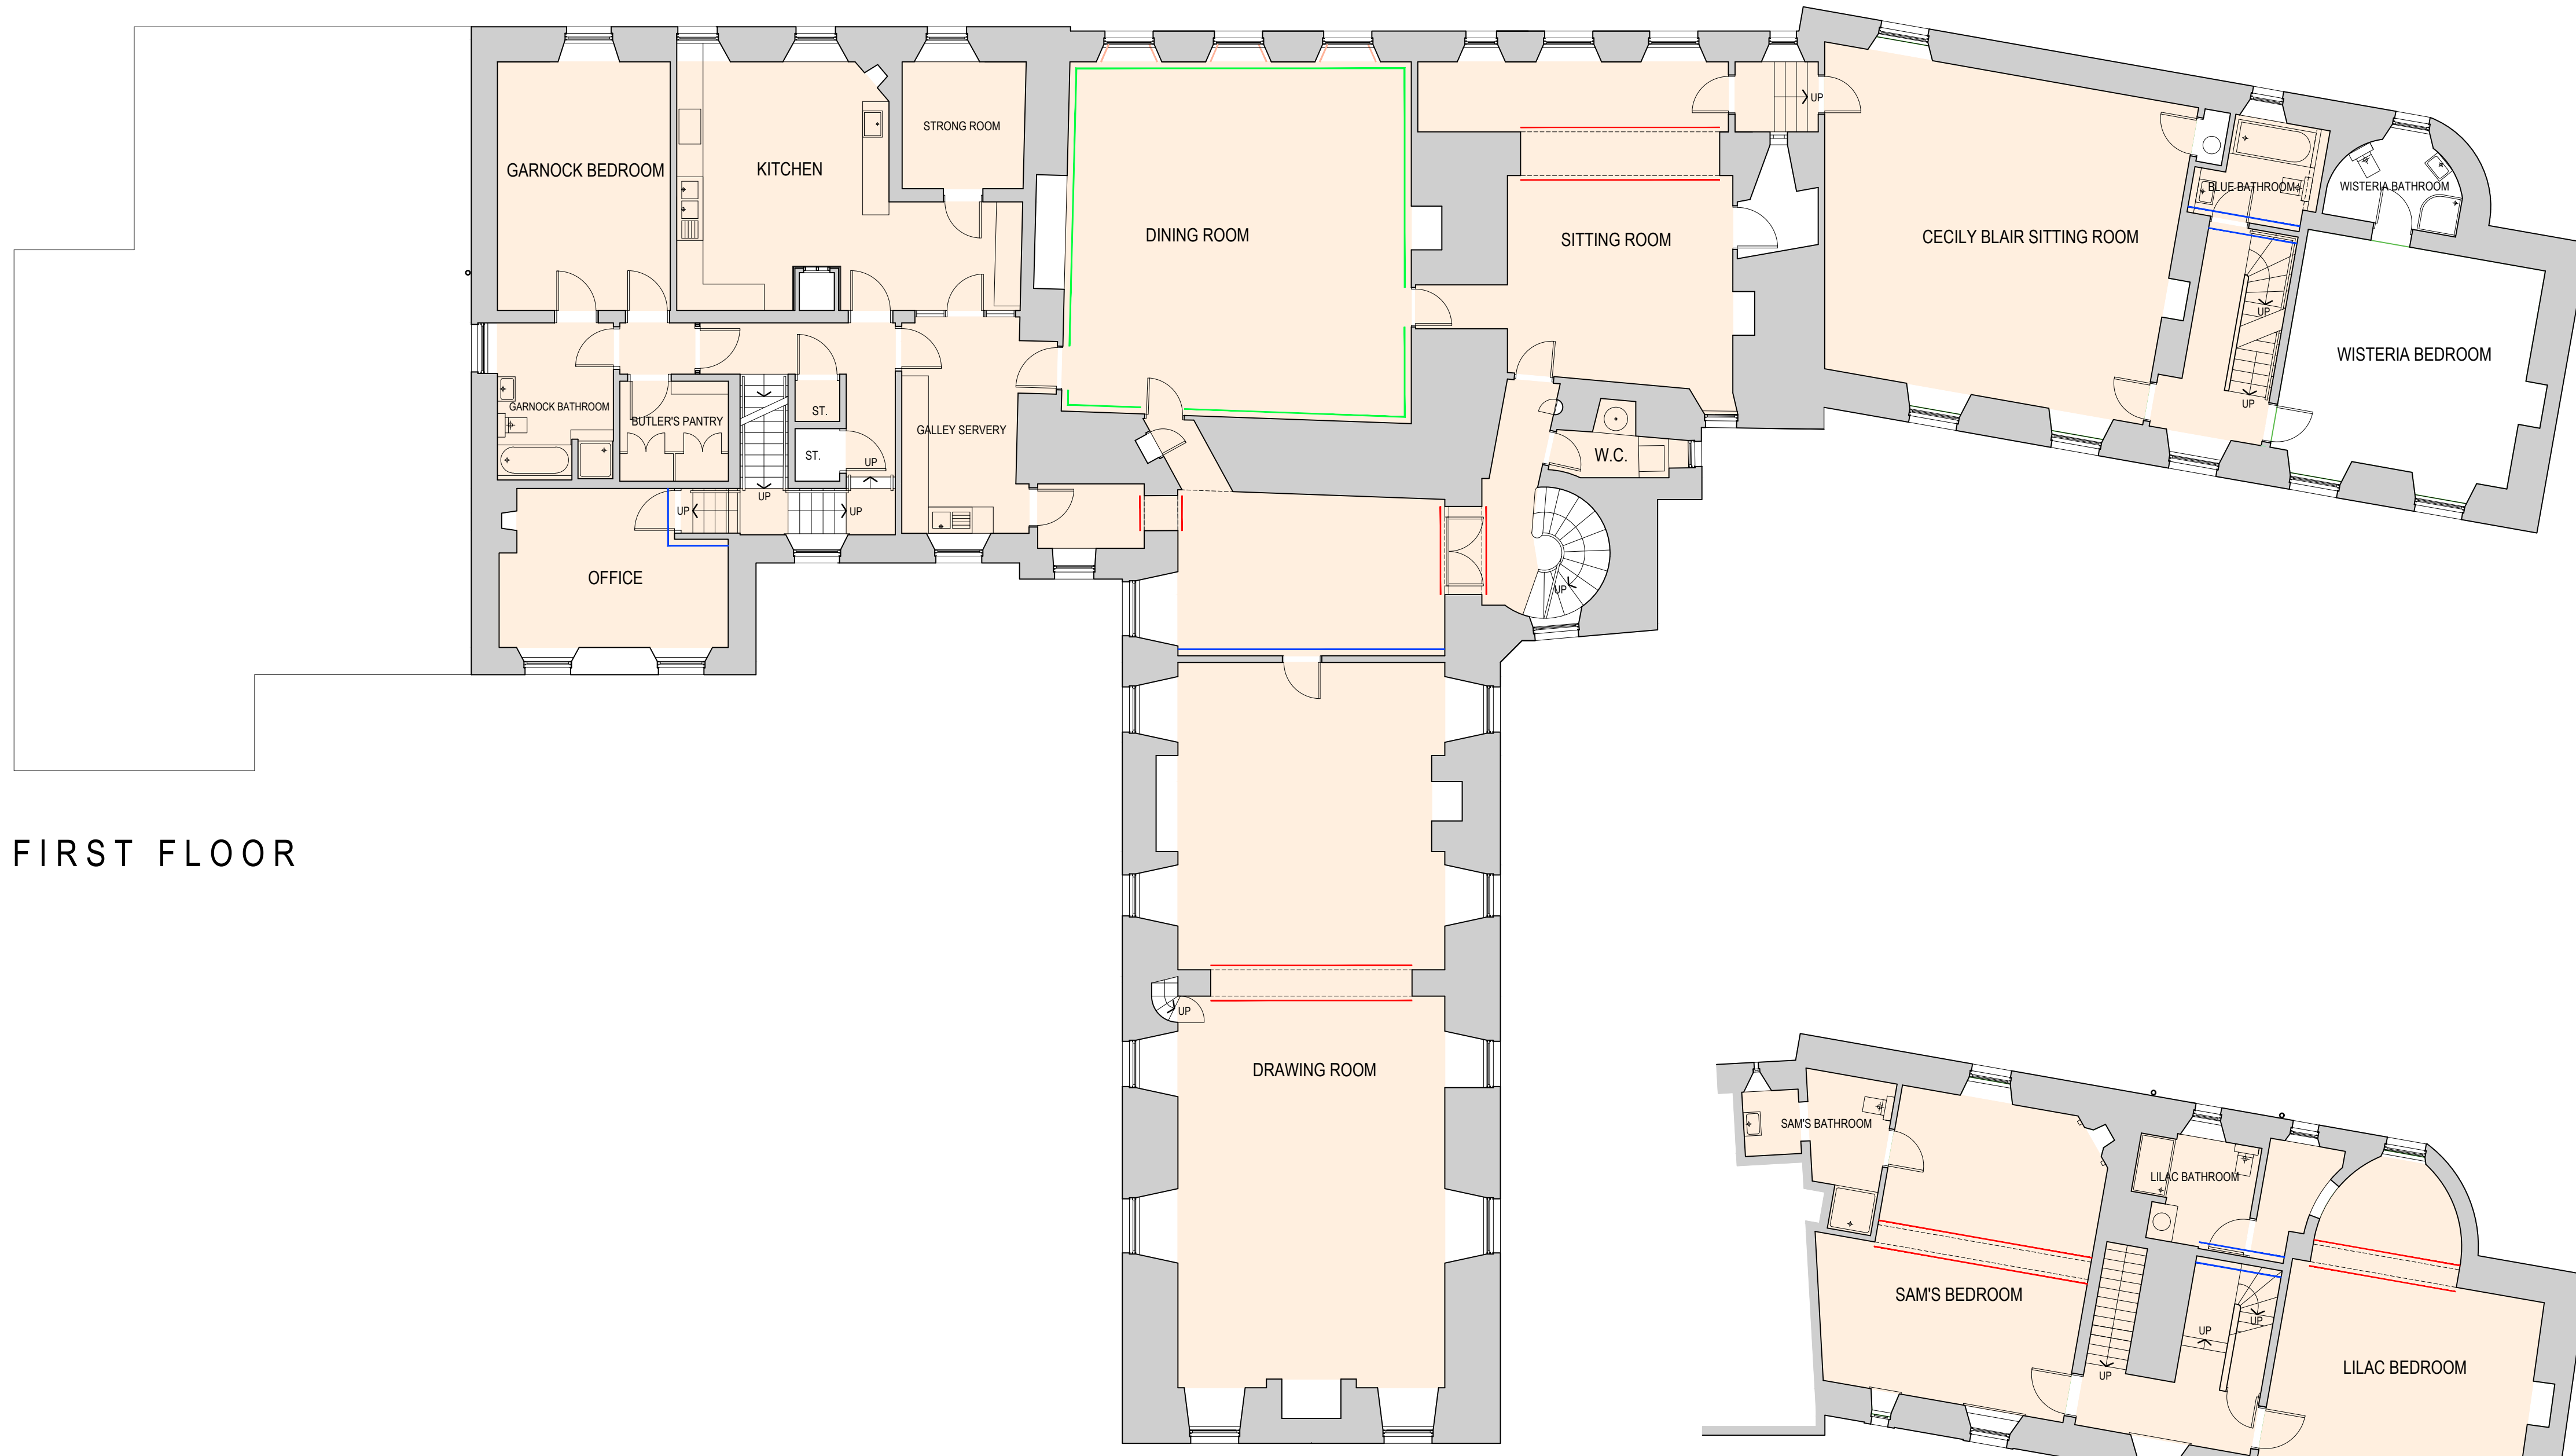 GARNOCK BEDROOM
KITCHEN
STRONG ROOM
DINING ROOM
SITTING ROOM
UP
CECILY BLAIR SITTING ROOM
BLUE BATHROOM
WISTERIA BATHROOM
UP
UP
WISTERIA BEDROOM
GARNOCK BATHROOM
BUTLER'S PANTRY
ST.
ST.
UP
UP
UP
UP
GALLEY SERVERY
W.C.
UP
OFFICE
FIRST FLOOR
UP
DRAWING ROOM
SAM'S BATHROOM
LILAC BATHROOM
SAM'S BEDROOM
UP
UP
UP
LILAC BEDROOM